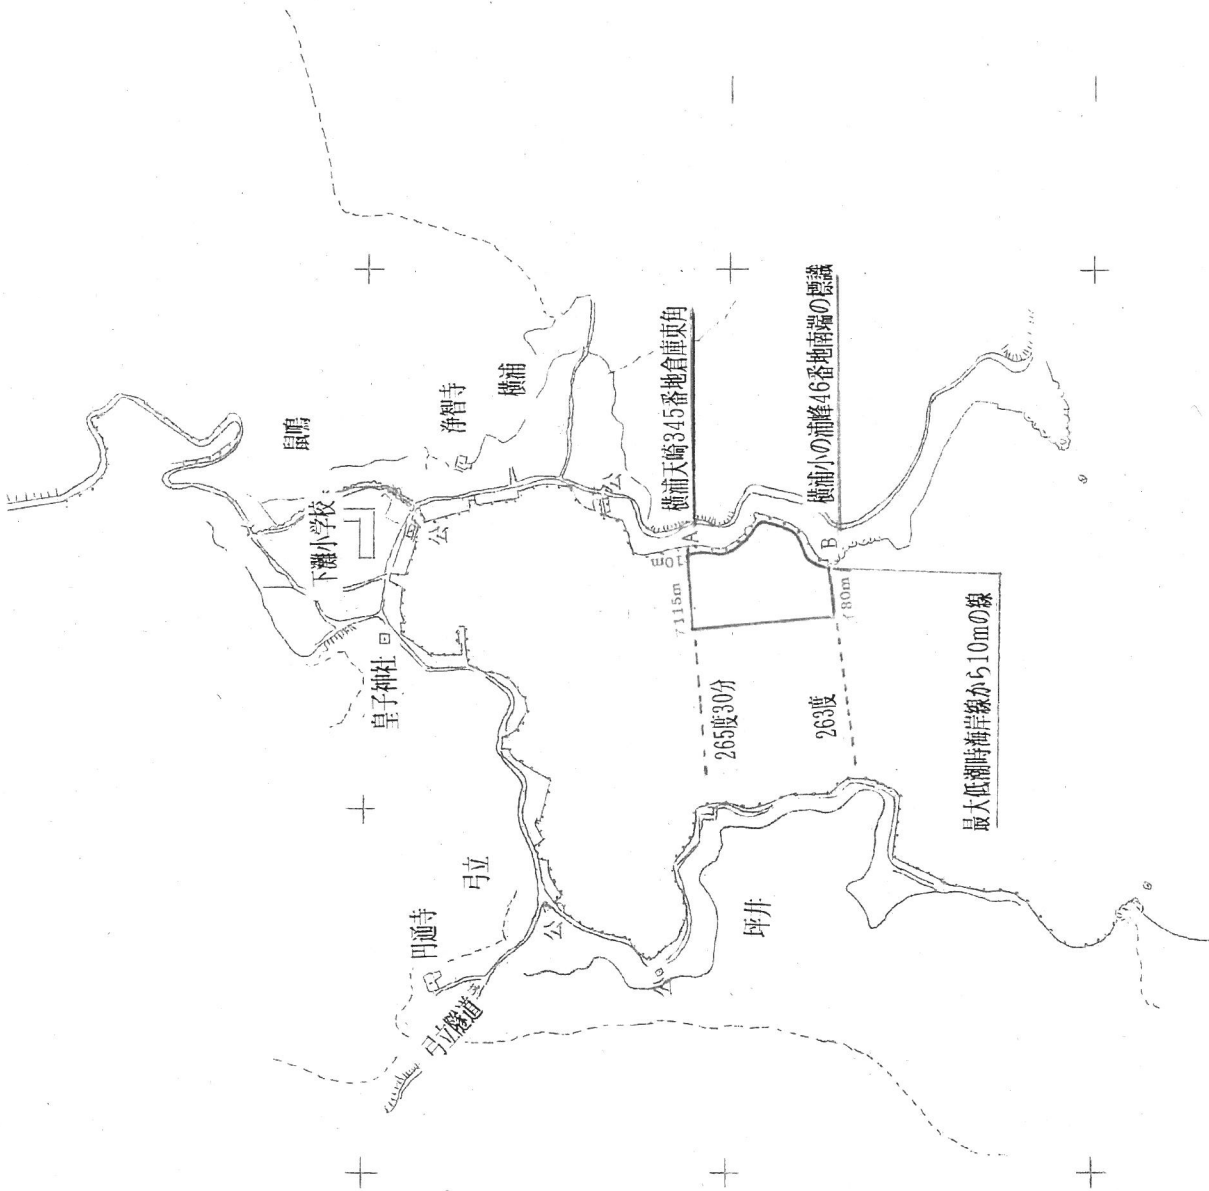 鼠鳴
下灘小学校
公
皇子神社
浄智寺
横浦
公
横浦天崎345番地倉庫東角
A
10m
115m
265度30分
横浦小の浦峰46番地南端の標識
B
80m
263度
最大低潮時海岸線から10mの線
弓立
円通寺
公
弓立隧道
坪井
公